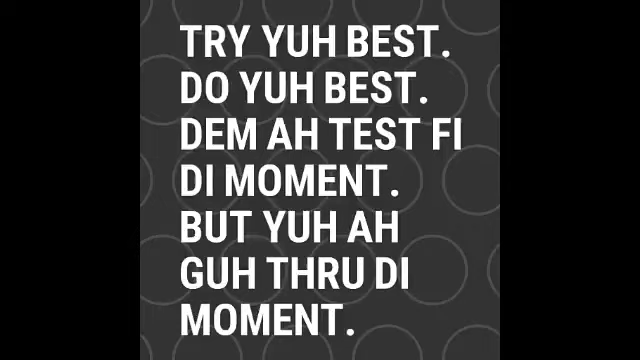 TRY YUH BEST.
DO YUH BEST.
DEM AH TEST FI
DI MOMENT.
BUT YUH AH
GUH THRU DI
MOMENT.